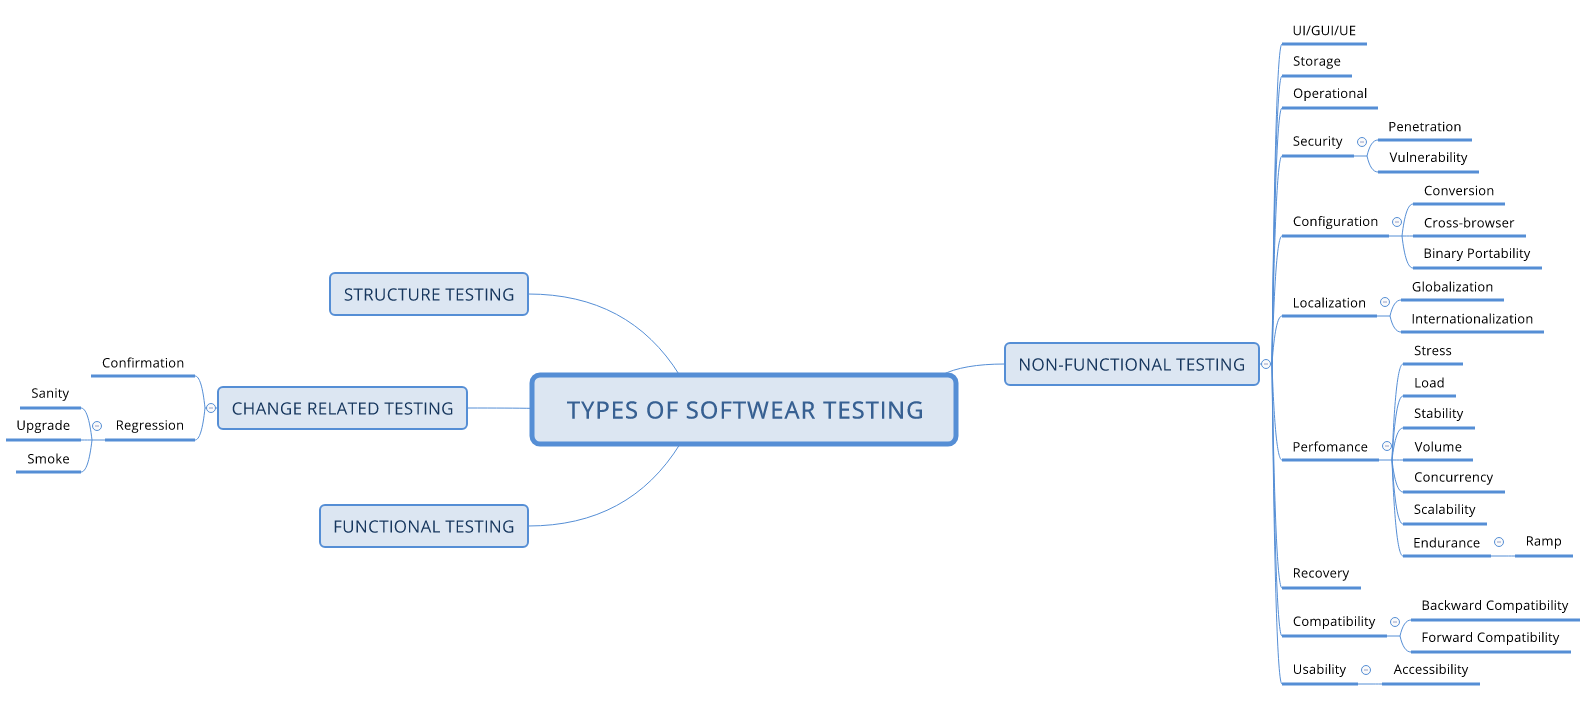 TYPES OF SOFTWEAR TESTING
STRUCTURE TESTING
CHANGE RELATED TESTING
Confirmation
Regression
Sanity
Upgrade
Smoke
FUNCTIONAL TESTING
NON-FUNCTIONAL TESTING
UI/GUI/UE
Storage
Operational
Security
Penetration
Vulnerability
Configuration
Conversion
Cross-browser
Binary Portability
Localization
Globalization
Internationalization
Perfomance
Stress
Load
Stability
Volume
Concurrency
Scalability
Endurance
Ramp
Recovery
Compatibility
Backward Compatibility
Forward Compatibility
Usability
Accessibility